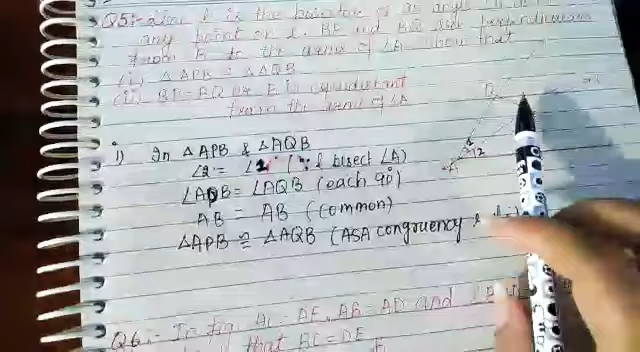 Q5:- Line l is the bisector of an angle
any point on l. BP and BQ are perpendiculars
from B to the arms of ∠A show that
(i) △APB ≅ △AQB
(ii) BP = BQ or B is equidistant
from the arms of ∠A
i) In △APB & △AQB
∠2 = ∠1 (∵ l bisect ∠A)
∠APB = ∠AQB (each 90°)
AB = AB (common)
△APB ≅ △AQB (ASA congruency
Q6:- In fig. AC = AE, AB = AD and
that BC = DE